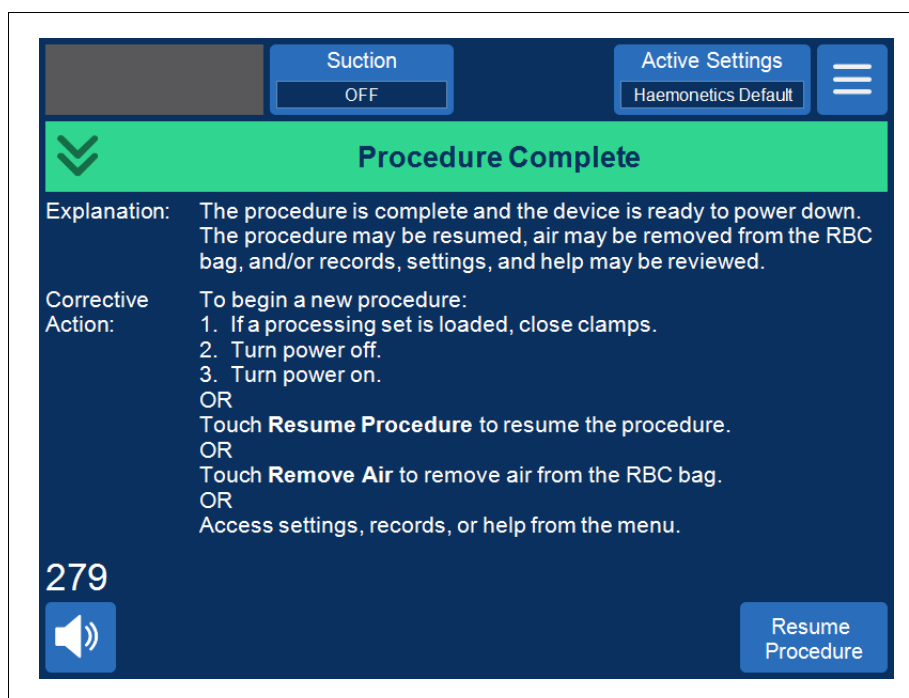 Suction
OFF
Active Settings
Haemonetics Default
Procedure Complete
Explanation:
The procedure is complete and the device is ready to power down.
The procedure may be resumed, air may be removed from the RBC
bag, and/or records, settings, and help may be reviewed.
Corrective
Action:
To begin a new procedure:
1. If a processing set is loaded, close clamps.
2. Turn power off.
3. Turn power on.
OR
Touch Resume Procedure to resume the procedure.
OR
Touch Remove Air to remove air from the RBC bag.
OR
Access settings, records, or help from the menu.
279
Resume
Procedure